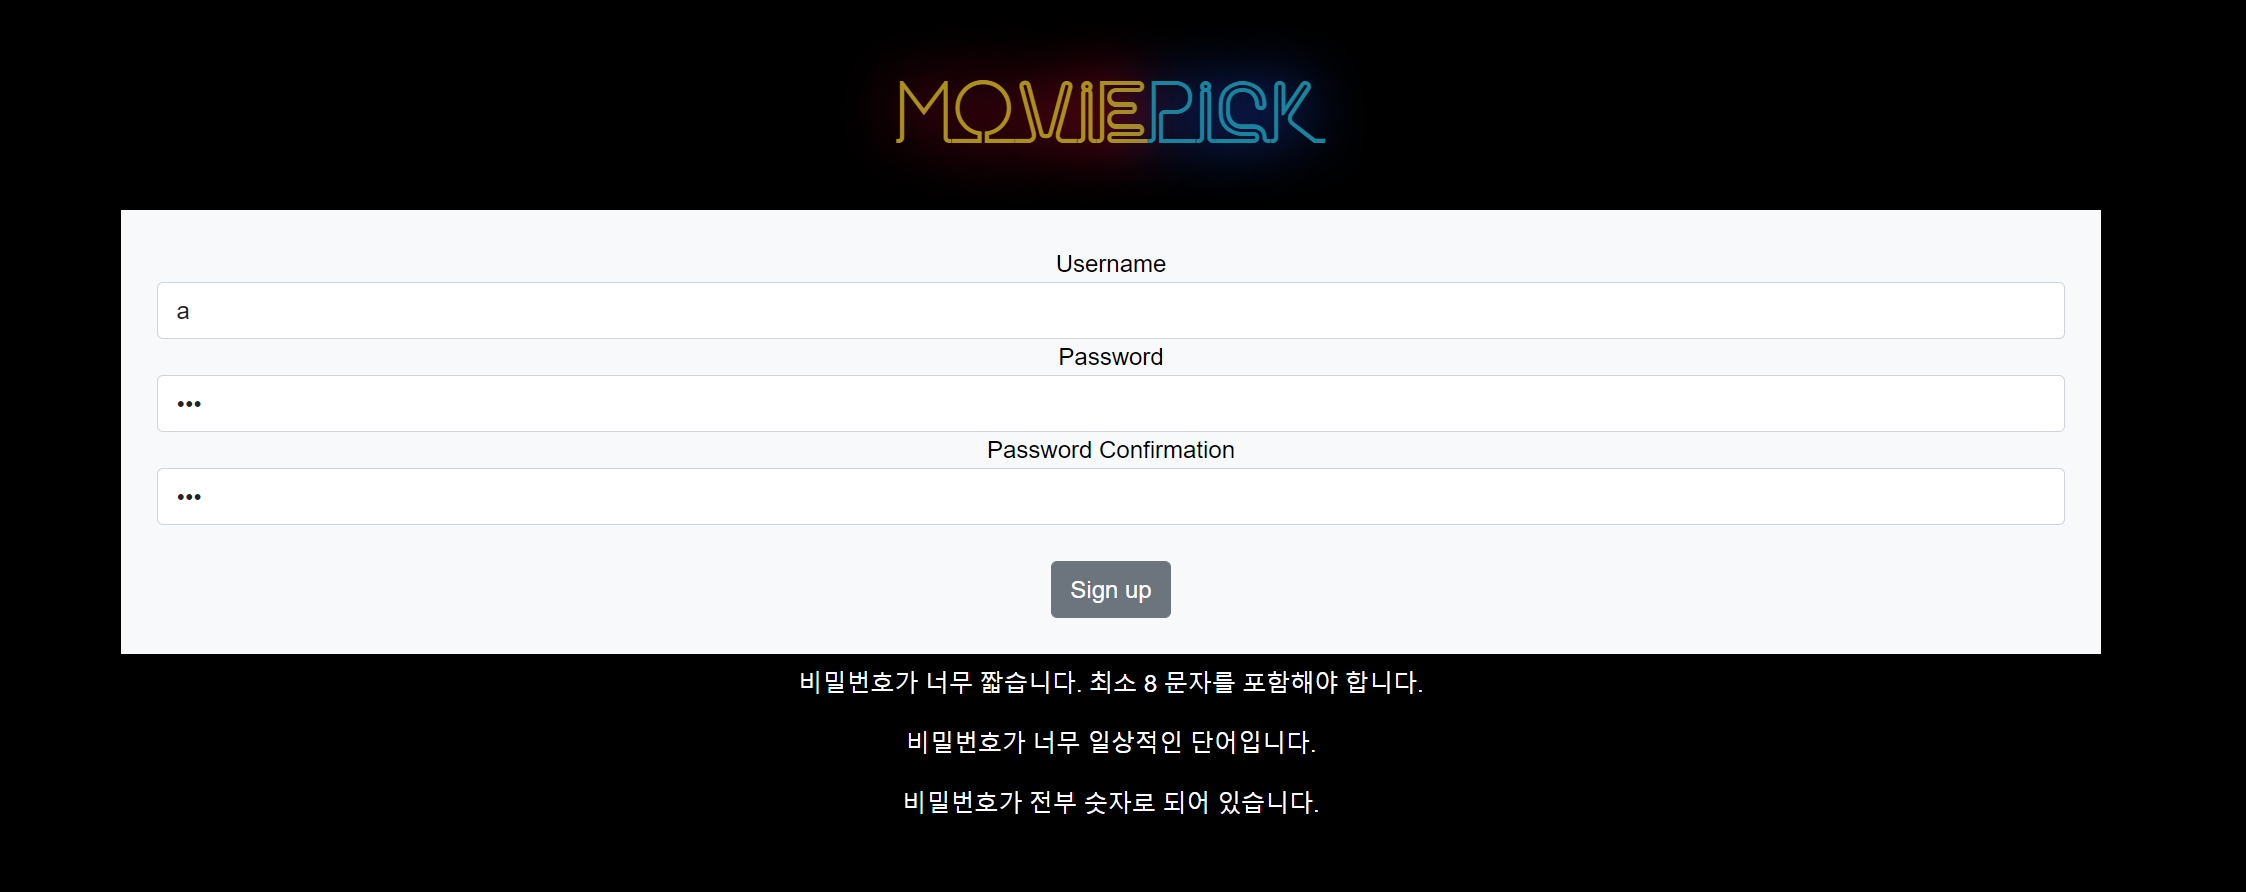 MOVIEPICK
Username
a
Password
•••
Password Confirmation
•••
Sign up
비밀번호가 너무 짧습니다. 최소 8 문자를 포함해야 합니다.
비밀번호가 너무 일상적인 단어입니다.
비밀번호가 전부 숫자로 되어 있습니다.